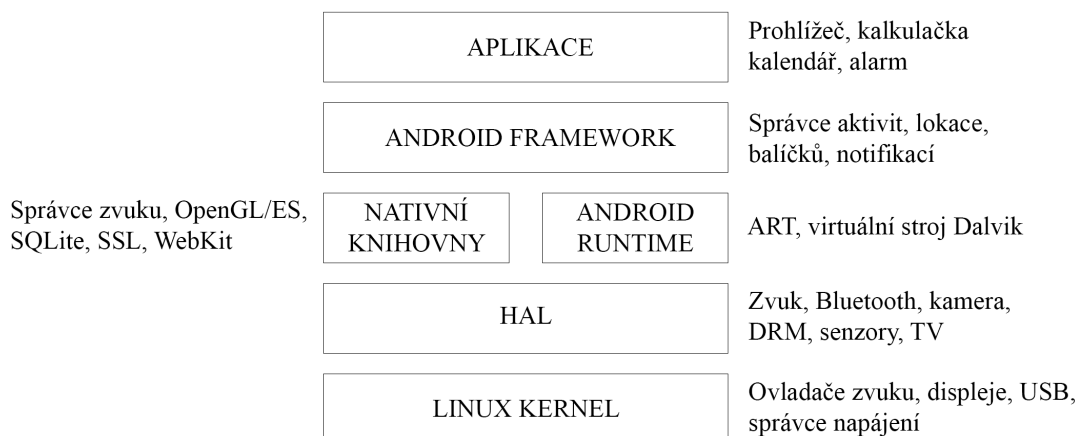 APLIKACE
Prohlížeč, kalkulačka
kalendář, alarm
ANDROID FRAMEWORK
Správce aktivit, lokace,
balíčků, notifikací
Správce zvuku, OpenGL/ES,
SQLite, SSL, WebKit
NATIVNÍ
KNIHOVNY
ANDROID
RUNTIME
ART, virtuální stroj Dalvik
HAL
Zvuk, Bluetooth, kamera,
DRM, senzory, TV
LINUX KERNEL
Ovladače zvuku, displeje, USB,
správce napájení